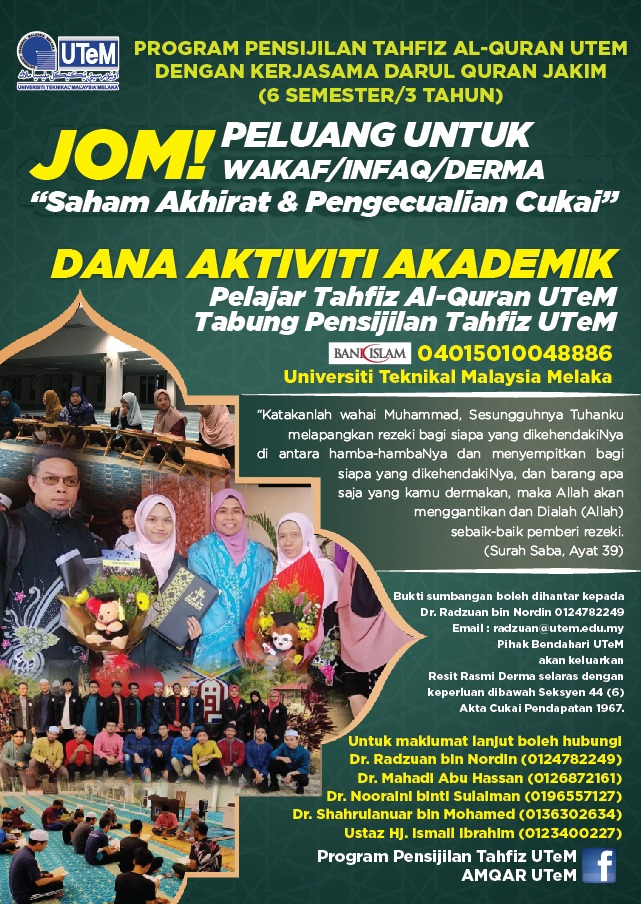 UTeM
اونيۏرسيتي تيكنيكل مليسيا ملاك
UNIVERSITI TEKNIKAL MALAYSIA MELAKA
PROGRAM PENSIJILAN TAHFIZ AL-QURAN UTEM
DENGAN KERJASAMA DARUL QURAN JAKIM
(6 SEMESTER/3 TAHUN)
JOM! PELUANG UNTUK
WAKAF/INFAQ/DERMA
“Saham Akhirat & Pengecualian Cukai”
DANA AKTIVITI AKADEMIK
Pelajar Tahfiz Al-Quran UTeM
Tabung Pensijilan Tahfiz UTeM
BANK ISLAM 04015010048886
Universiti Teknikal Malaysia Melaka
“Katakanlah wahai Muhammad, Sesungguhnya Tuhanku
melapangkan rezeki bagi siapa yang dikehendakiNya
di antara hamba-hambaNya dan menyempitkan bagi
siapa yang dikehendakiNya, dan barang apa
saja yang kamu dermakan, maka Allah akan
menggantikan dan Dialah (Allah)
sebaik-baik pemberi rezeki.
(Surah Saba, Ayat 39)
Bukti sumbangan boleh dihantar kepada
Dr. Radzuan bin Nordin 0124782249
Email : radzuan@utem.edu.my
Pihak Bendahari UTeM
akan keluarkan
Resit Rasmi Derma selaras dengan
keperluan dibawah Seksyen 44 (6)
Akta Cukai Pendapatan 1967.
Untuk maklumat lanjut boleh hubungi
Dr. Radzuan bin Nordin (0124782249)
Dr. Mahadi Abu Hassan (0126872161)
Dr. Nooraini binti Sulaiman (0196557127)
Dr. Shahrulanuar bin Mohamed (0136302634)
Ustaz Hj. Ismail Ibrahim (0123400227)
Program Pensijilan Tahfiz UTeM
AMQAR UTeM